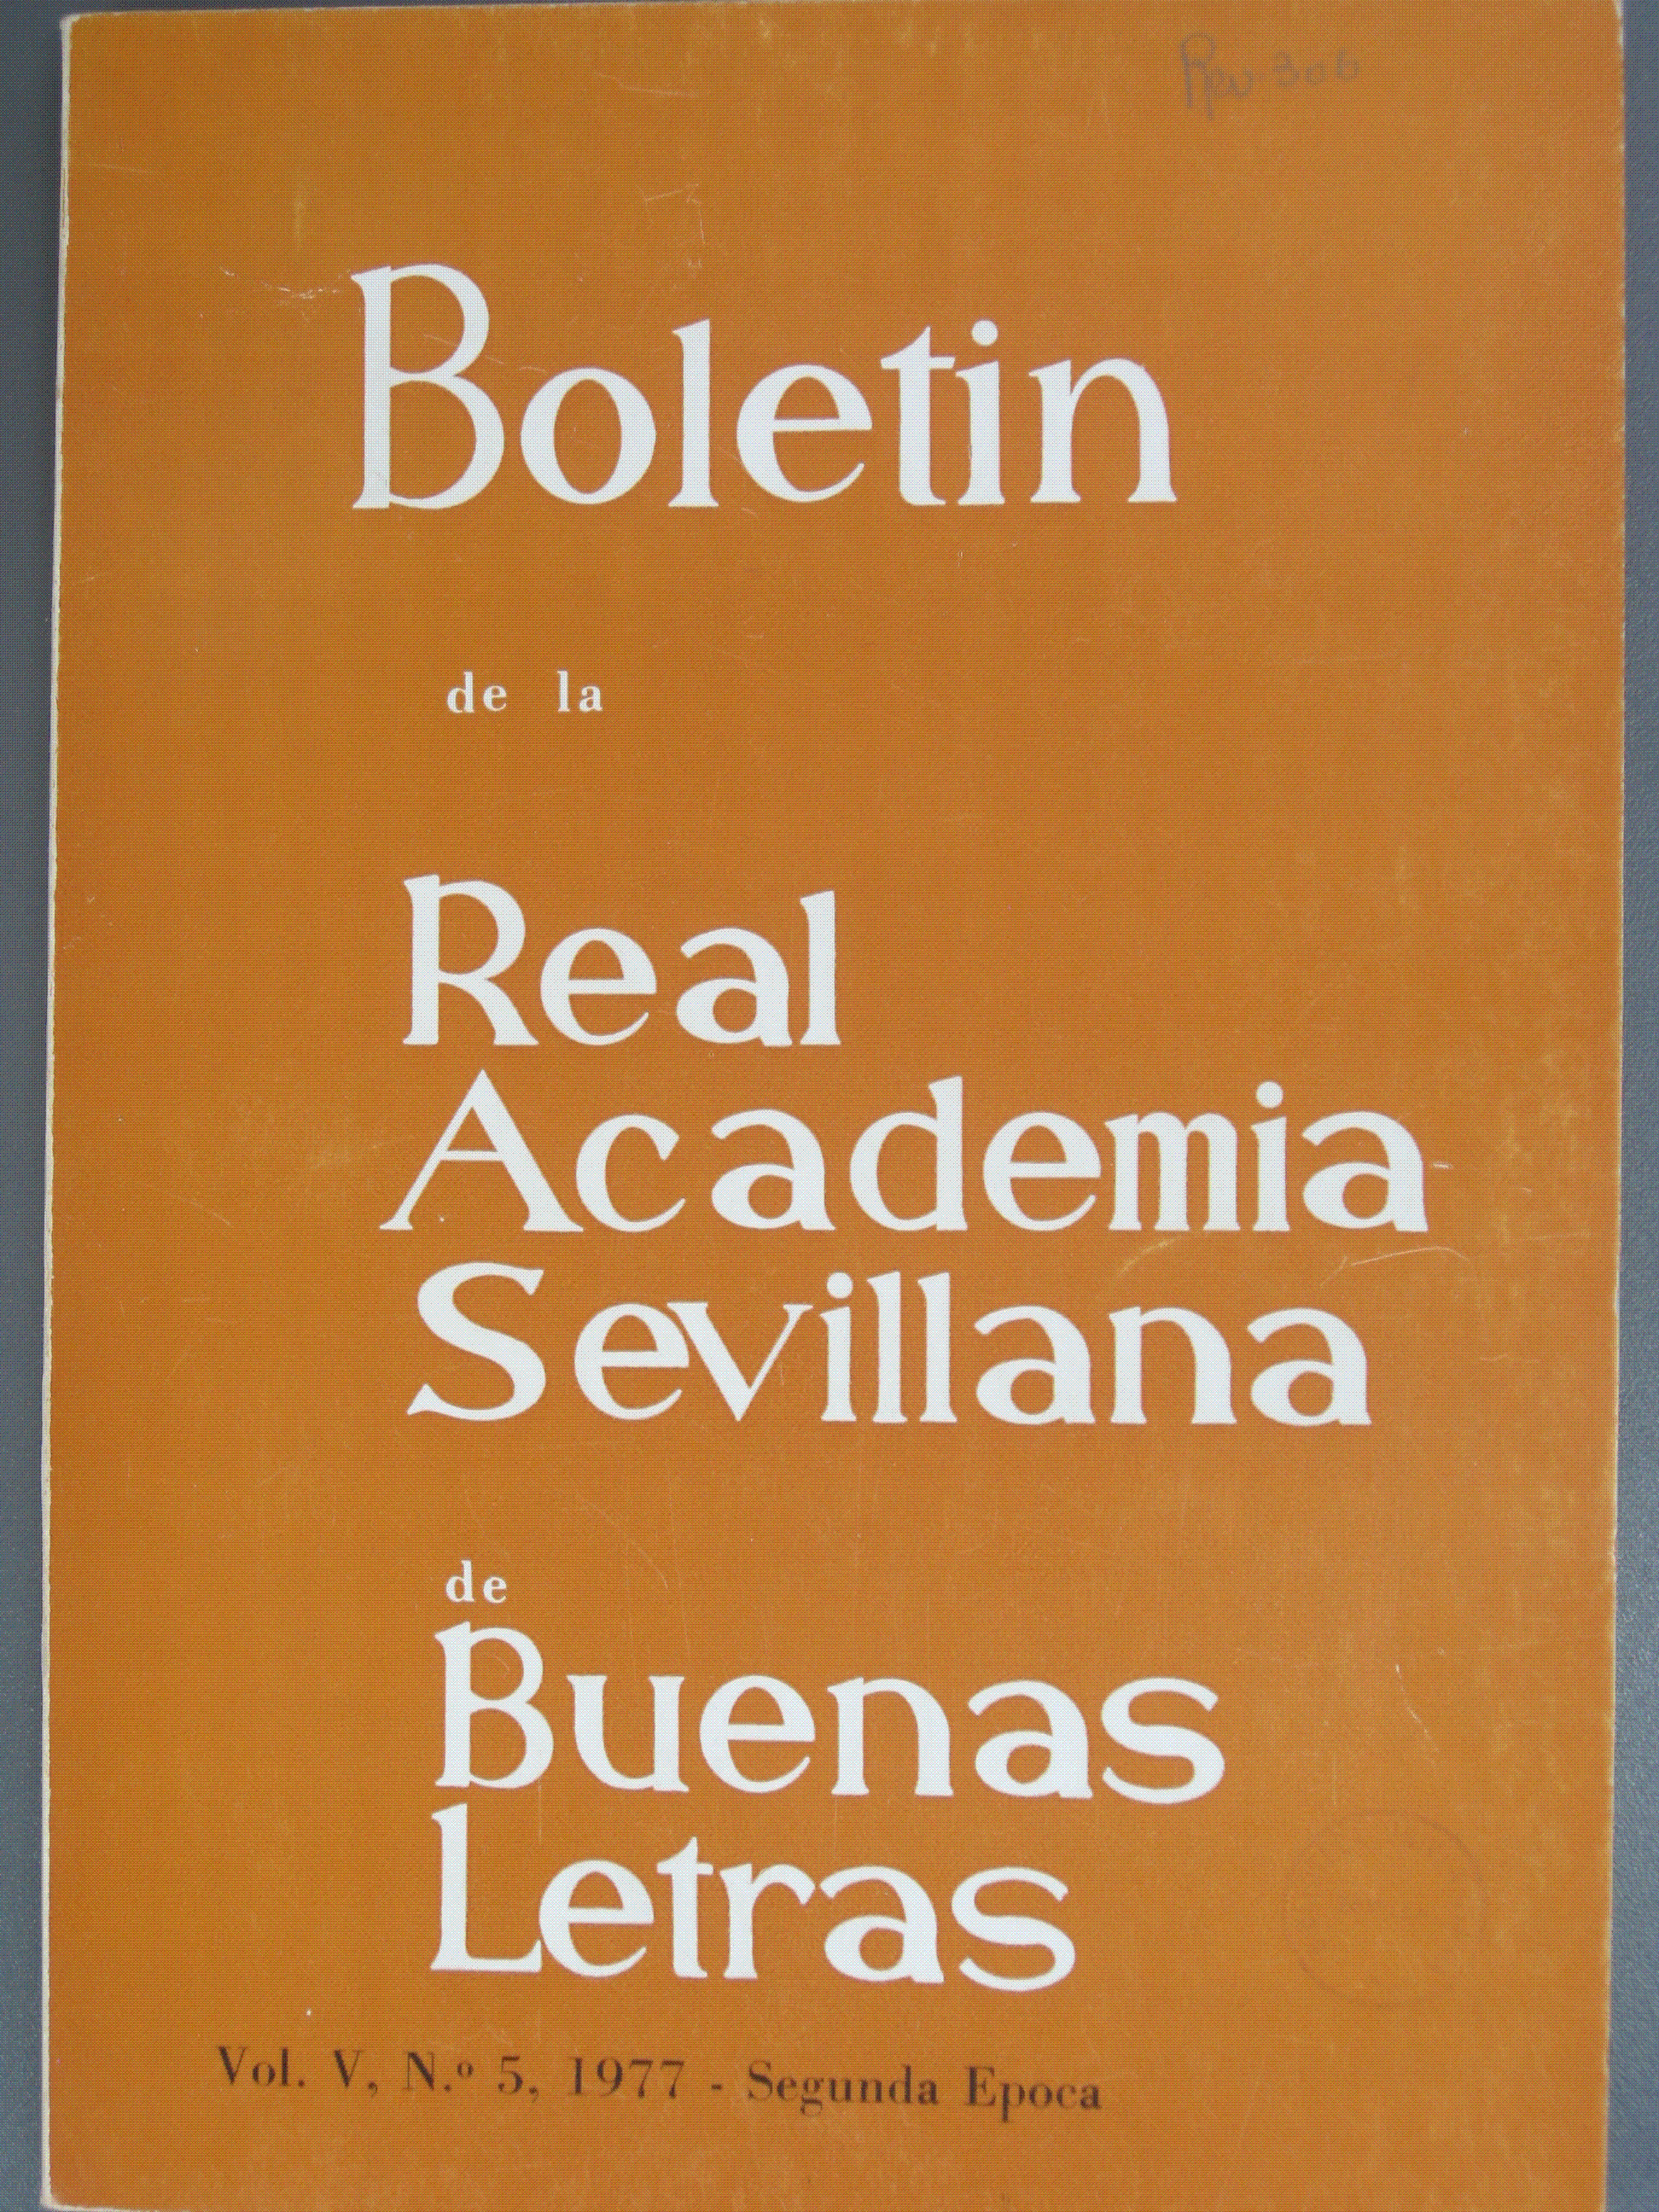 Boletin
de la
Real
Academia
Sevillana
de
Buenas
Letras
Vol. V, N.º 5, 1977 - Segunda Epoca